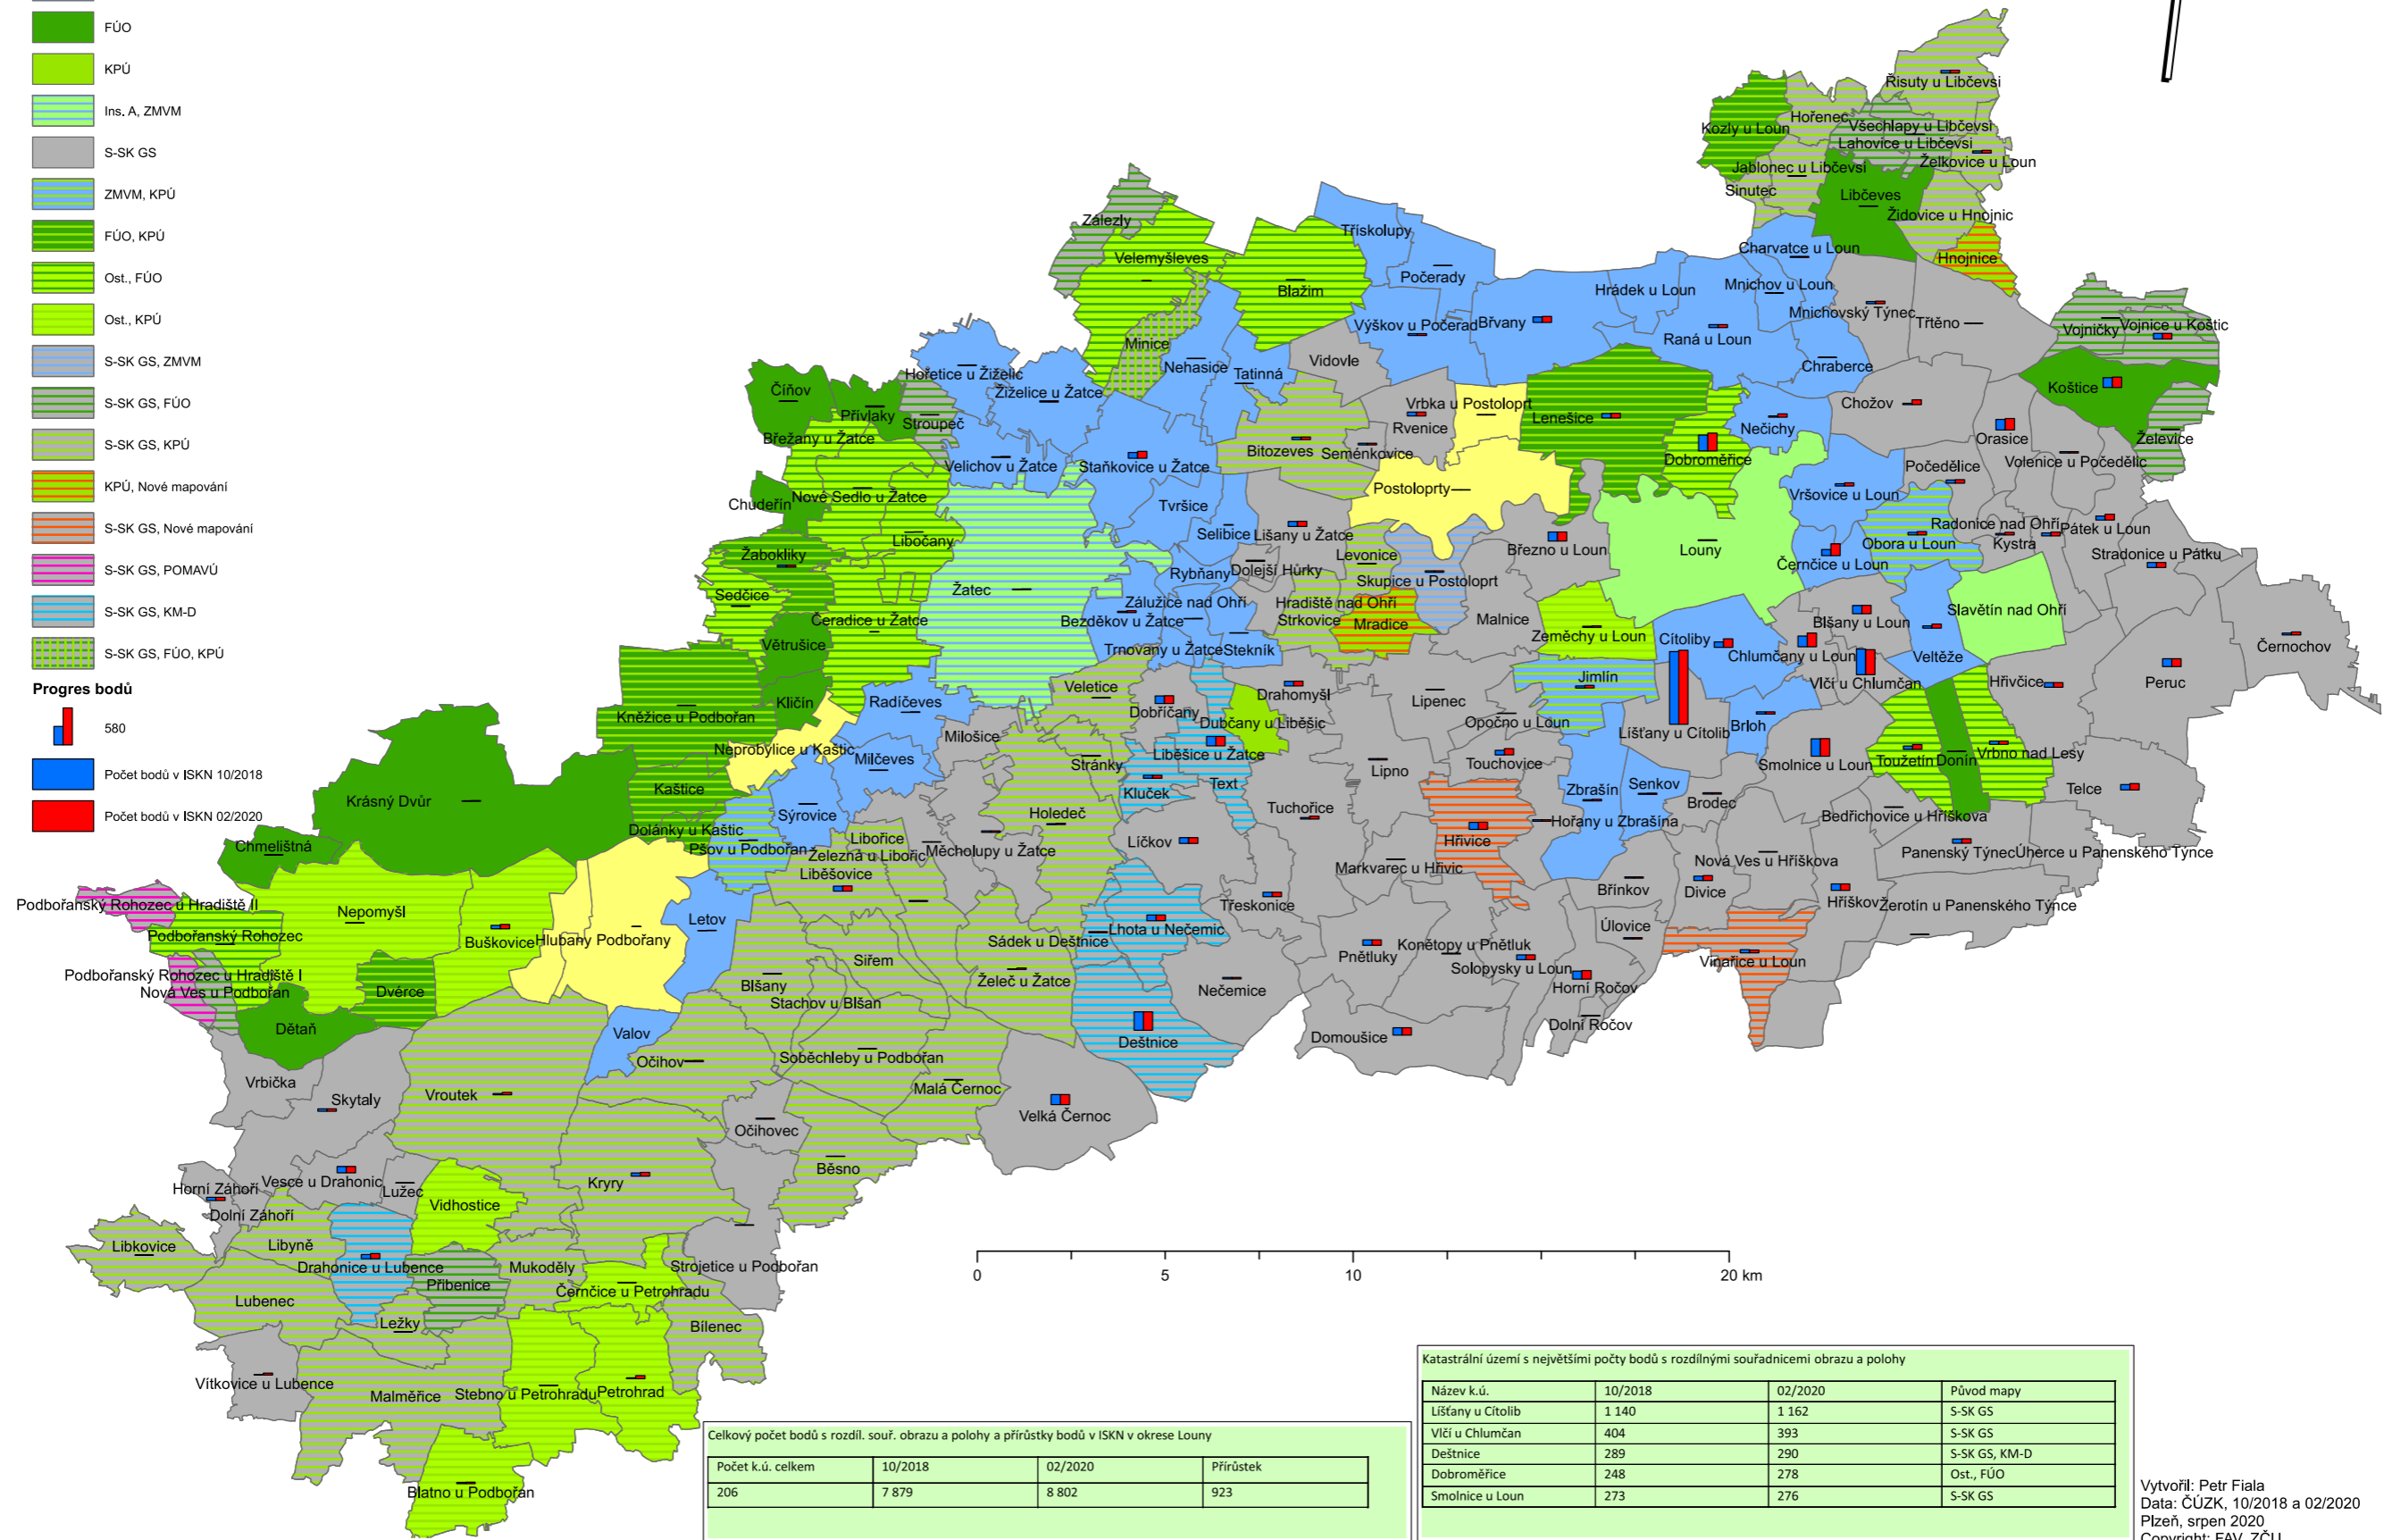 FÚO
KPÚ
Ins. A, ZMVM
S-SK GS
ZMVM, KPÚ
FÚO, KPÚ
Ost., FÚO
Ost., KPÚ
S-SK GS, ZMVM
S-SK GS, FÚO
S-SK GS, KPÚ
KPÚ, Nové mapování
S-SK GS, Nové mapování
S-SK GS, POMAVÚ
S-SK GS, KM-D
S-SK GS, FÚO, KPÚ
Progres bodů
580
Počet bodů v ISKN 10/2018
Počet bodů v ISKN 02/2020
Řisuty u Libčevsi
Hořenec
Kozly u Loun
Všechlapy u Libčevsi
Lahovice u Libčevsi
Želkovice u Loun
Jablonec u Libčevsi
Sinutec
Libčeves
Židovice u Hnojnic
Hnojnice
Zálezly
Velemyšleves
Blažim
Třískolupy
Počerady
Charvatce u Loun
Mnichov u Loun
Hrádek u Loun
Mnichovský Týnec
Třtěno
Vojničky
Vojnice u Koštic
Výškov u Počerad
Břvany
Raná u Loun
Chraberce
Minice
Nehasice
Tatinná
Vidovle
Hořetice u Žiželic
Žiželice u Žatce
Číňov
Přívlaky
Stroupeč
Břežany u Žatce
Koštice
Želevice
Chožov
Nečichy
Lenešice
Dobroměřice
Vrbka u Postoloprt
Rvenice
Seménkovice
Bitozeves
Postoloprty
Velichov u Žatce
Staňkovice u Žatce
Orasice
Volenice u Počedělic
Počedělice
Vršovice u Loun
Chudeřín
Nové Sedlo u Žatce
Libočany
Tvršice
Selibice
Lišany u Žatce
Levonice
Březno u Loun
Louny
Obora u Loun
Radonice nad Ohří
Kystra
Pátek u Loun
Stradonice u Pátku
Žabokliky
Sedčice
Čeradice u Žatce
Žatec
Rybňany
Dolejší Hůrky
Skupice u Postoloprt
Černčice u Loun
Zálužice nad Ohří
Bezděkov u Žatce
Hradiště nad Ohří
Strkovice
Mradice
Malnice
Zeměchy u Loun
Cítoliby
Blšany u Loun
Slavětín nad Ohří
Veltěže
Černochov
Větrušice
Trnovany u Žatce
Stekník
Chlumčany u Loun
Vlčí u Chlumčan
Hřivčice
Peruc
Kličín
Kněžice u Podbořan
Radíčeves
Veletice
Dobříčany
Drahomyšl
Dubčany u Liběšic
Lipenec
Jimlín
Opočno u Loun
Líšťany u Cítolib
Brloh
Neprobylice u Kaštic
Milošice
Milčeves
Stránky
Liběšice u Žatce
Touchovice
Lipno
Smolnice u Loun
Toužetín
Donín
Vrbno nad Lesy
Telce
Krásný Dvůr
Kaštice
Sýrovice
Kluček
Text
Tuchořice
Zbrašín
Senkov
Brodec
Bedřichovice u Hříškova
Chmelištná
Dolánky u Kaštic
Pšov u Podbořan
Libořice
Železná u Libořic
Liběšovice
Měcholupy u Žatce
Holedeč
Líčkov
Hřivice
Hořany u Zbrašína
Markvarec u Hřivic
Nová Ves u Hříškova
Panenský Týnec
Úherce u Panenského Týnce
Podbořanský Rohozec u Hradiště II
Nepomyšl
Podbořanský Rohozec
Buškovice
Hlubany
Podbořany
Letov
Třeskonice
Brínkov
Divice
Hříškov
Žerotín u Panenského Týnce
Podbořanský Rohozec u Hradiště I
Nová Ves u Podbořan
Dvérce
Dětaň
Blšany
Siřem
Stachov u Blšan
Sádek u Deštnice
Želeč u Žatce
Lhota u Nečemic
Nečemice
Pnětluky
Konětopy u Pnětluk
Solopysky u Loun
Úlovice
Horní Ročov
Dolní Ročov
Vinařice u Loun
Valov
Očihov
Soběchleby u Podbořan
Malá Černoc
Deštnice
Domoušice
Vrbička
Skytaly
Vroutek
Očihovec
Velká Černoc
Běsno
Horní Záhoří
Vesce u Drahonic
Lužec
Dolní Záhoří
Vidhostice
Kryry
Libkovice
Libyně
Drahonice u Lubence
Přibenice
Mukoděly
Strojetice u Podbořan
Černčice u Petrohradu
Lubenec
Ležky
Bílenec
Vítkovice u Lubence
Malměřice
Stebno u Petrohradu
Petrohrad
Blatno u Podbořan
0 5 10 20 km
Celkový počet bodů s rozdíl. souř. obrazu a polohy a přírůstky bodů v ISKN v okrese Louny
Počet k.ú. celkem 10/2018 02/2020 Přírůstek
206 7 879 8 802 923
Katastrální území s největšími počty bodů s rozdílnými souřadnicemi obrazu a polohy
Název k.ú. 10/2018 02/2020 Původ mapy
Líšťany u Cítolib 1 140 1 162 S-SK GS
Vlčí u Chlumčan 404 393 S-SK GS
Deštnice 289 290 S-SK GS, KM-D
Dobroměřice 248 278 Ost., FÚO
Smolnice u Loun 273 276 S-SK GS
Vytvořil: Petr Fiala
Data: ČÚZK, 10/2018 a 02/2020
Plzeň, srpen 2020
Copyright: FAV, ZČU